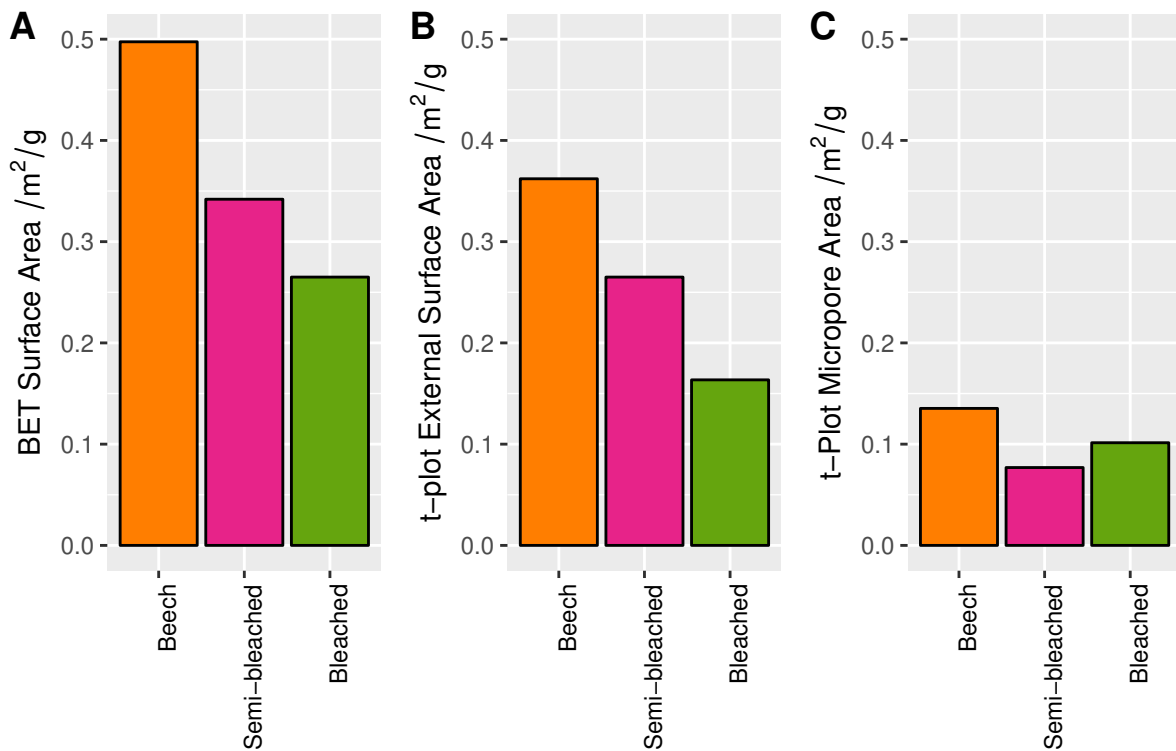 A
BET Surface Area /m²/g
0.5
0.4
0.3
0.2
0.1
0.0
Beech
Semi−bleached
Bleached
B
t−plot External Surface Area /m²/g
0.5
0.4
0.3
0.2
0.1
0.0
Beech
Semi−bleached
Bleached
C
t−Plot Micropore Area /m²/g
0.5
0.4
0.3
0.2
0.1
0.0
Beech
Semi−bleached
Bleached